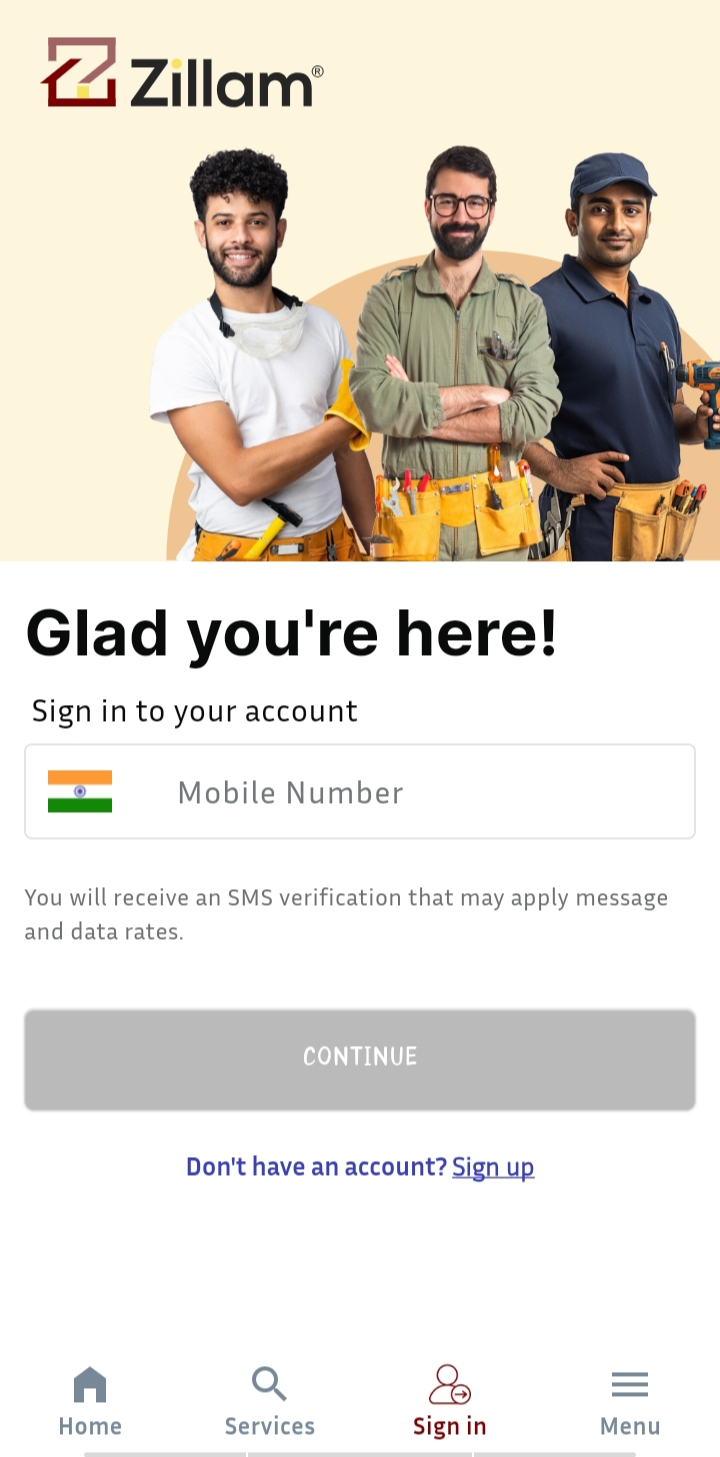 Zillam®
Glad you're here!
Sign in to your account
Mobile Number
You will receive an SMS verification that may apply message
and data rates.
CONTINUE
Don't have an account? Sign up
Home Services Sign in Menu